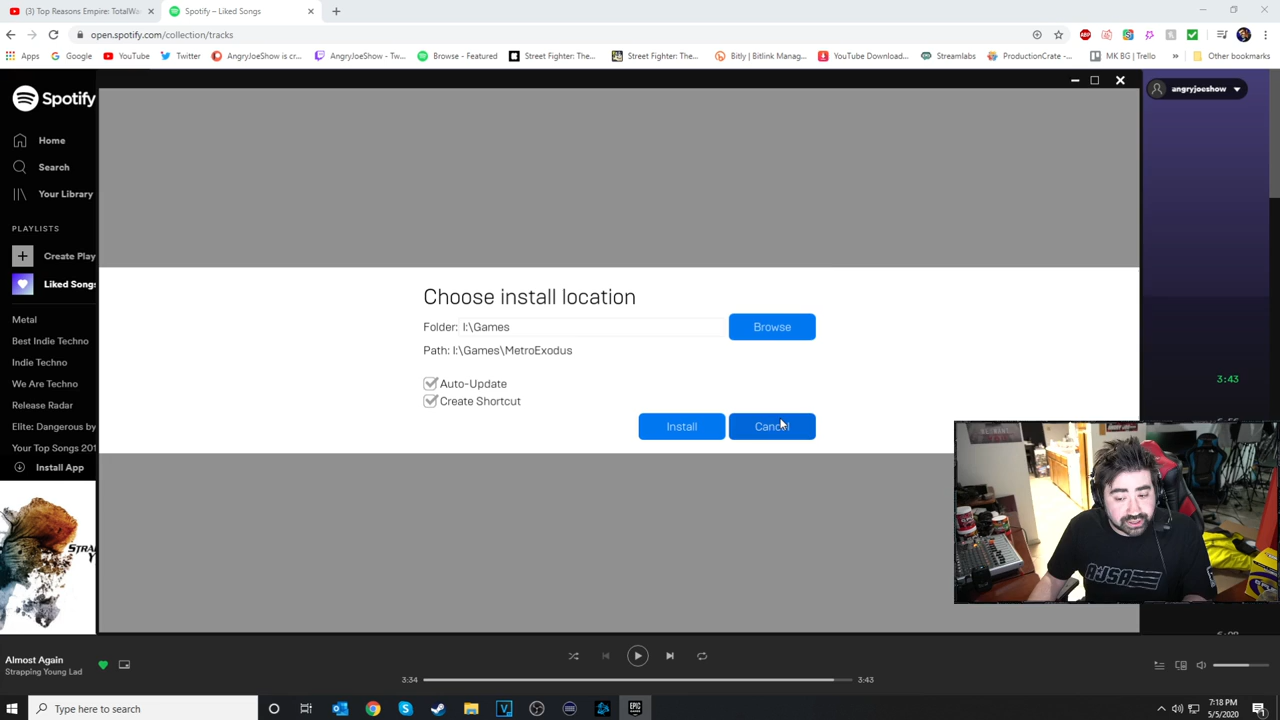 (3) Top Reasons Empire: TotalWa
Spotify – Liked Songs
open.spotify.com/collection/tracks
Apps
Google
YouTube
Twitter
AngryJoeShow is cr...
AngryJoeShow - Tw...
Browse - Featured
Street Fighter: The...
Street Fighter: The...
Bitly | Bitlink Manag...
YouTube Download...
Streamlabs
ProductionCrate -...
MK BG | Trello
»
Other bookmarks
Spotify
angryjoeshow
Home
Search
Your Library
PLAYLISTS
Create Play
Liked Songs
Metal
Best Indie Techno
Indie Techno
We Are Techno
Release Radar
Elite: Dangerous by
Your Top Songs 201
Install App
Choose install location
Folder: I:\Games
Browse
Path: I:\Games\MetroExodus
Auto-Update
Create Shortcut
Install
Cancel
3:43
AJSA
Almost Again
Strapping Young Lad
3:34
3:43
Type here to search
EPIC
GAMES
7:18 PM
5/5/2020